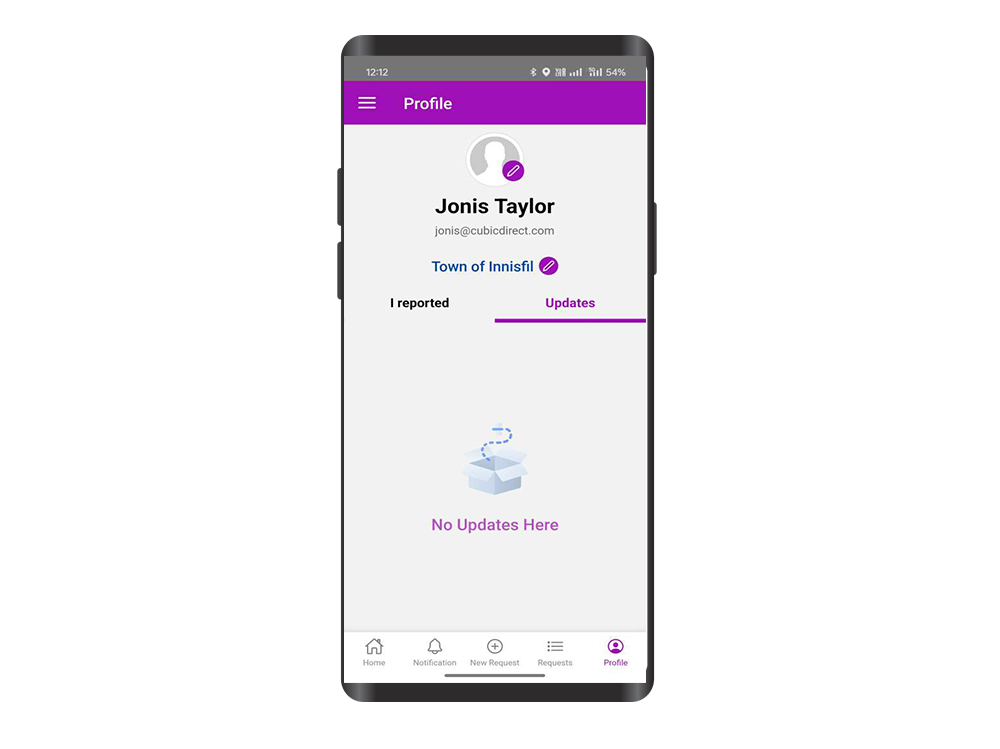 12:12 54%
Profile
Jonis Taylor
jonis@cubicdirect.com
Town of Innisfil
I reported Updates
No Updates Here
Home Notification New Request Requests Profile